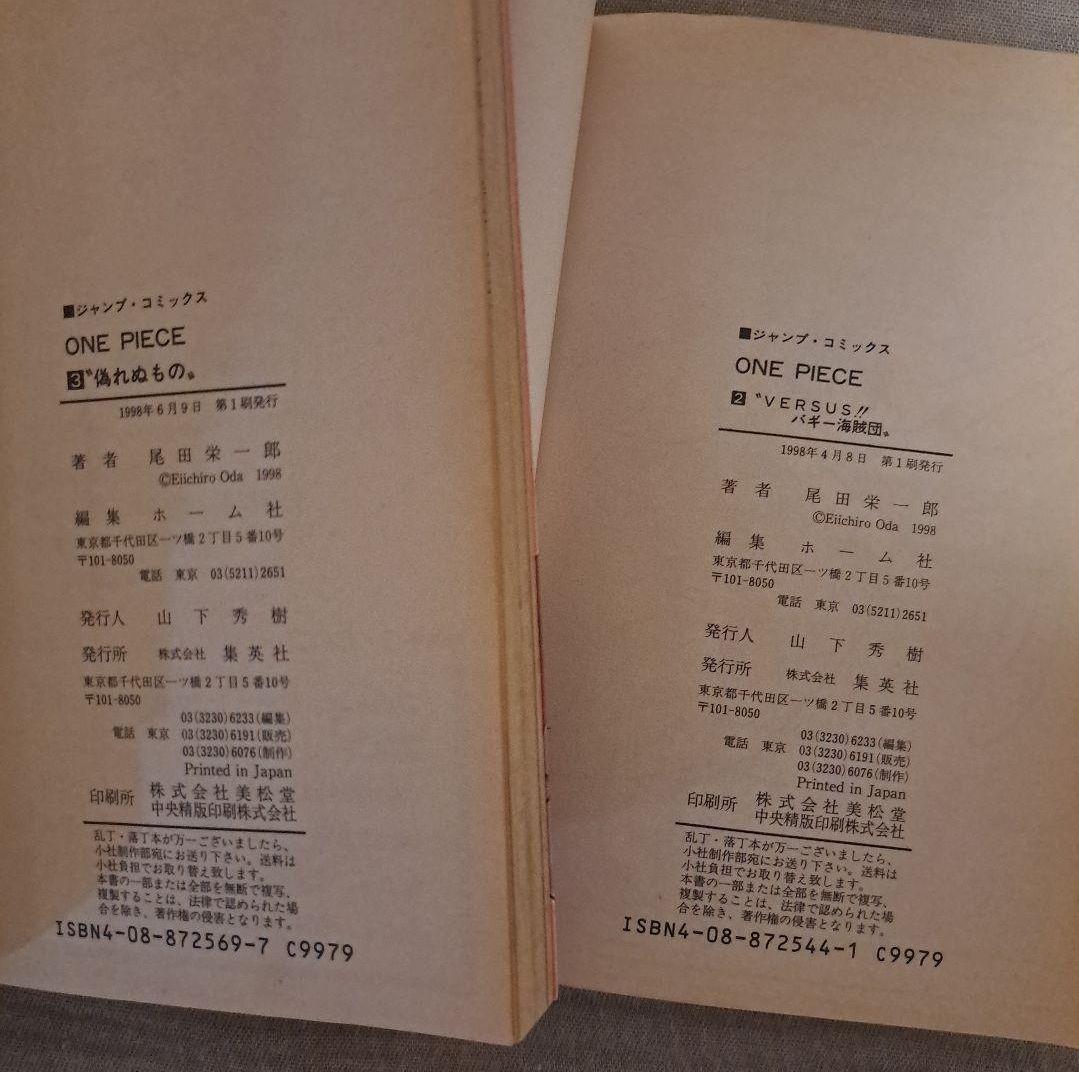 ■ジャンプ・コミックス
ONE PIECE
3 〝偽れぬもの〟
1998年6月9日 第1刷発行
著者 尾田栄一郎
©Eiichiro Oda 1998
編集 ホーム社
東京都千代田区一ツ橋2丁目5番10号
〒101-8050
電話 東京 03(5211)2651
発行人 山下秀樹
発行所 株式会社 集英社
東京都千代田区一ツ橋2丁目5番10号
〒101-8050
03(3230)6233(編集)
電話 東京 03(3230)6191(販売)
03(3230)6076(制作)
Printed in Japan
印刷所 株式会社美松堂
中央精版印刷株式会社
乱丁・落丁本が万一ございましたら、
小社制作部宛にお送り下さい。送料は
小社負担でお取り替え致します。
本書の一部または全部を無断で複写、
複製することは、法律で認められた場
合を除き、著作権の侵害となります。
ISBN4-08-872569-7 C9979
■ジャンプ・コミックス
ONE PIECE
2 〝VERSUS!!
バギー海賊団〟
1998年4月8日 第1刷発行
著者 尾田栄一郎
©Eiichiro Oda 1998
編集 ホーム社
東京都千代田区一ツ橋2丁目5番10号
〒101-8050
電話 東京 03(5211)2651
発行人 山下秀樹
発行所 株式会社 集英社
東京都千代田区一ツ橋2丁目5番10号
〒101-8050
03(3230)6233(編集)
電話 東京 03(3230)6191(販売)
03(3230)6076(制作)
Printed in Japan
印刷所 株式会社美松堂
中央精版印刷株式会社
乱丁・落丁本が万一ございましたら、
小社制作部宛にお送り下さい。送料は
小社負担でお取り替え致します。
本書の一部または全部を無断で複写、
複製することは、法律で認められた場
合を除き、著作権の侵害となります。
ISBN4-08-872544-1 C9979